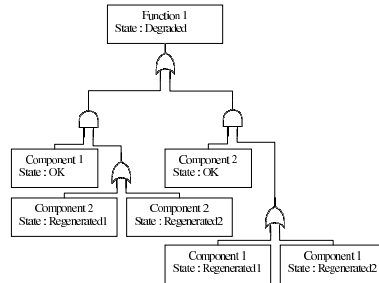 Function 1
State : Degraded
Component 1
State : OK
Component 2
State : OK
Component 2
State : Regenerated1
Component 2
State : Regenerated2
Component 1
State : Regenerated1
Component 1
State : Regenerated2